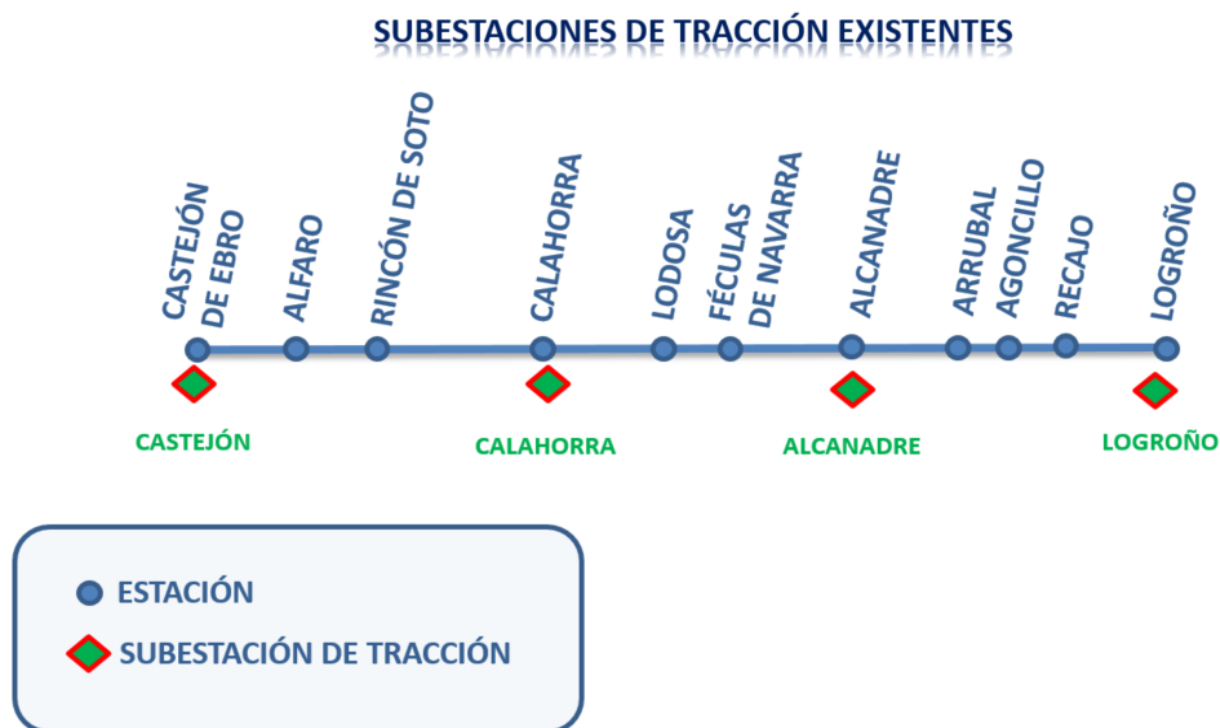 SUBESTACIONES DE TRACCIÓN EXISTENTES
CASTEJÓN
DE EBRO
ALFARO
RINCÓN DE SOTO
CALAHORRA
LODOSA
FÉCULAS
DE NAVARRA
ALCANADRE
ARRUBAL
AGONCILLO
RECAJO
LOGROÑO
CASTEJÓN
CALAHORRA
ALCANADRE
LOGROÑO
ESTACIÓN
SUBESTACIÓN DE TRACCIÓN